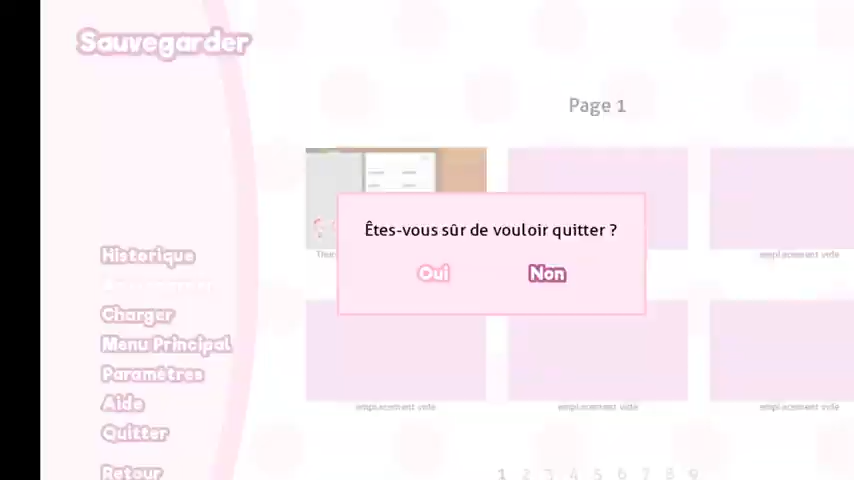 Sauvegarder
Page 1
Êtes-vous sûr de vouloir quitter ?
Oui Non
Historique
emplacement vide
Charger
Menu Principal
Paramètres
Aide
emplacement vide emplacement vide emplacement vide
Quitter
Retour
1 2 3 4 5 6 7 8 9